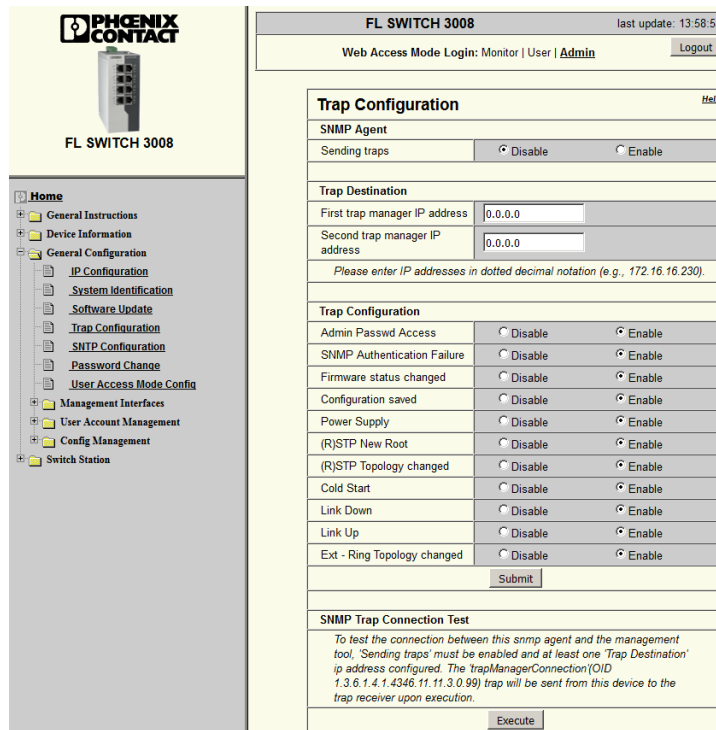 PHŒNIX
CONTACT
FL SWITCH 3008
Home
General Instructions
Device Information
General Configuration
IP Configuration
System Identification
Software Update
Trap Configuration
SNTP Configuration
Password Change
User Access Mode Config
Management Interfaces
User Account Management
Config Management
Switch Station
FL SWITCH 3008 last update: 13:58:5
Web Access Mode Login: Monitor | User | Admin Logout
Trap Configuration Hel
SNMP Agent
Sending traps Disable Enable
Trap Destination
First trap manager IP address 0.0.0.0
Second trap manager IP
address 0.0.0.0
Please enter IP addresses in dotted decimal notation (e.g., 172.16.16.230).
Trap Configuration
Admin Passwd Access Disable Enable
SNMP Authentication Failure Disable Enable
Firmware status changed Disable Enable
Configuration saved Disable Enable
Power Supply Disable Enable
(R)STP New Root Disable Enable
(R)STP Topology changed Disable Enable
Cold Start Disable Enable
Link Down Disable Enable
Link Up Disable Enable
Ext - Ring Topology changed Disable Enable
Submit
SNMP Trap Connection Test
To test the connection between this snmp agent and the management
tool, 'Sending traps' must be enabled and at least one 'Trap Destination'
ip address configured. The 'trapManagerConnection'(OID
1.3.6.1.4.1.4346.11.11.3.0.99) trap will be sent from this device to the
trap receiver upon execution.
Execute